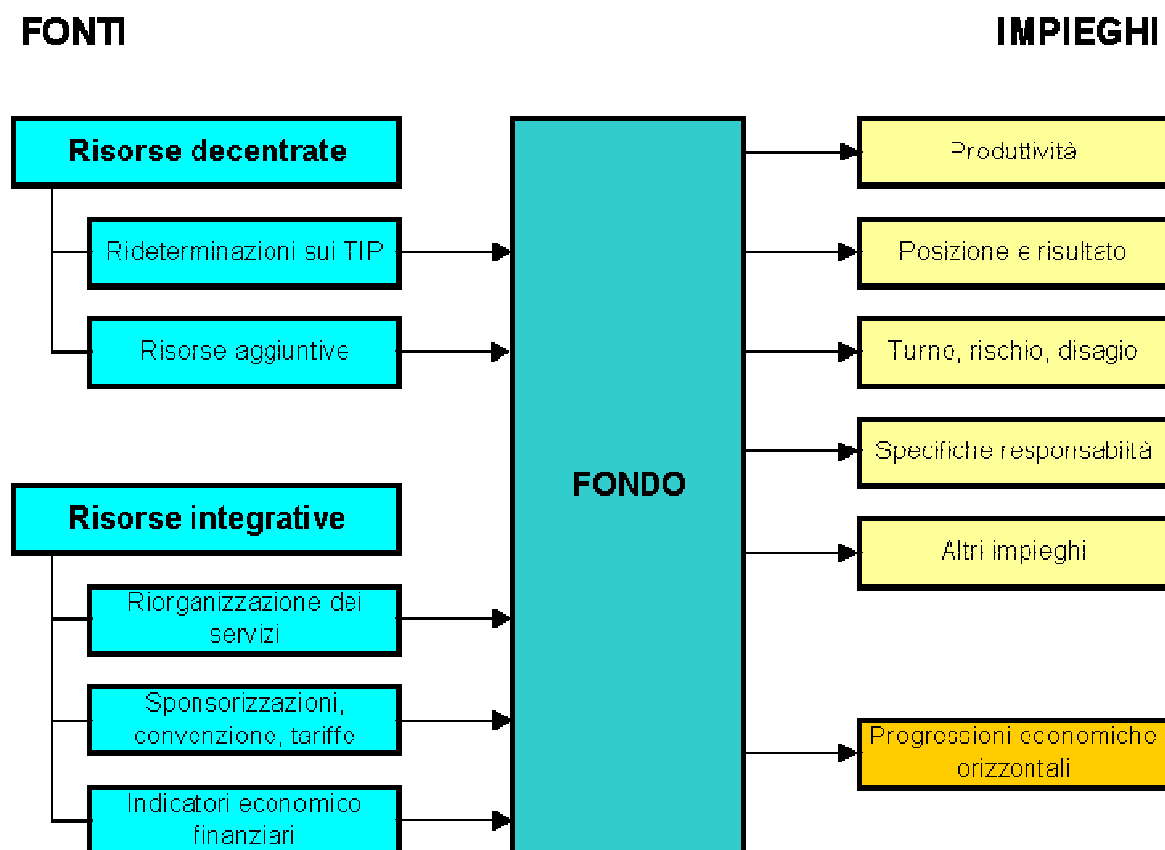 FONTI
IMPIEGHI
Risorse decentrate
Rideterminazioni sui TIP
Risorse aggiuntive
Risorse integrative
Riorganizzazione dei
servizi
Sponsorizzazioni,
convenzione, tariffe
Indicatori economico
finanziari
FONDO
Produttività
Posizione e risultato
Turno, rischio, disagio
Specifiche responsabiità
Altri impieghi
Progressioni economiche
orizzontali